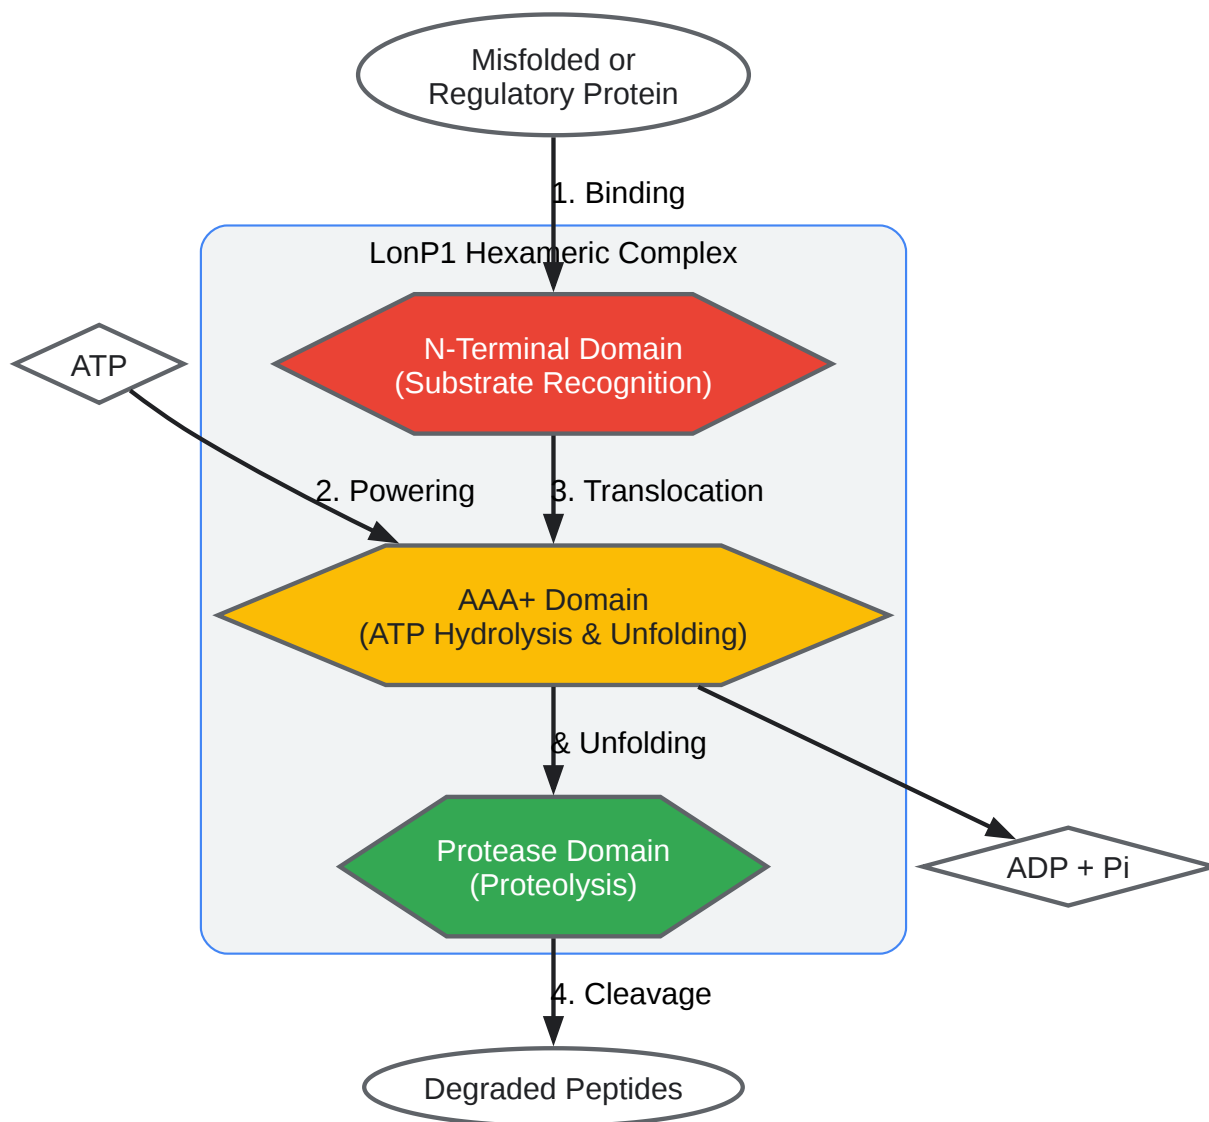 Misfolded or
Regulatory Protein
1. Binding
LonP1 Hexameric Complex
N-Terminal Domain
(Substrate Recognition)
ATP
2. Powering
3. Translocation
AAA+ Domain
(ATP Hydrolysis & Unfolding)
& Unfolding
Protease Domain
(Proteolysis)
ADP + Pi
4. Cleavage
Degraded Peptides